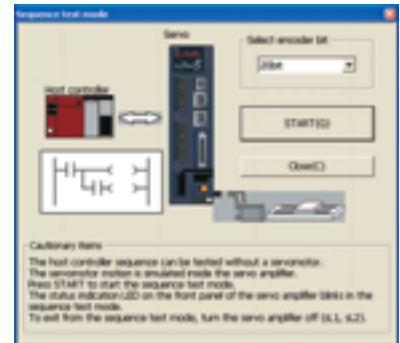 Sequence test mode
Servo
Select encoder bit
20bit
Host controller
START(G)
Close(C)
Cautionary items
The host controller sequence can be tested without a servomotor.
The servomotor motion is simulated inside the servo amplifier.
Press START to start the sequence test mode.
The status indication LED on the front panel of the servo amplifier blinks in the
sequence test mode.
To exit from the sequence test mode, turn the servo amplifier off (sL1, sL2).